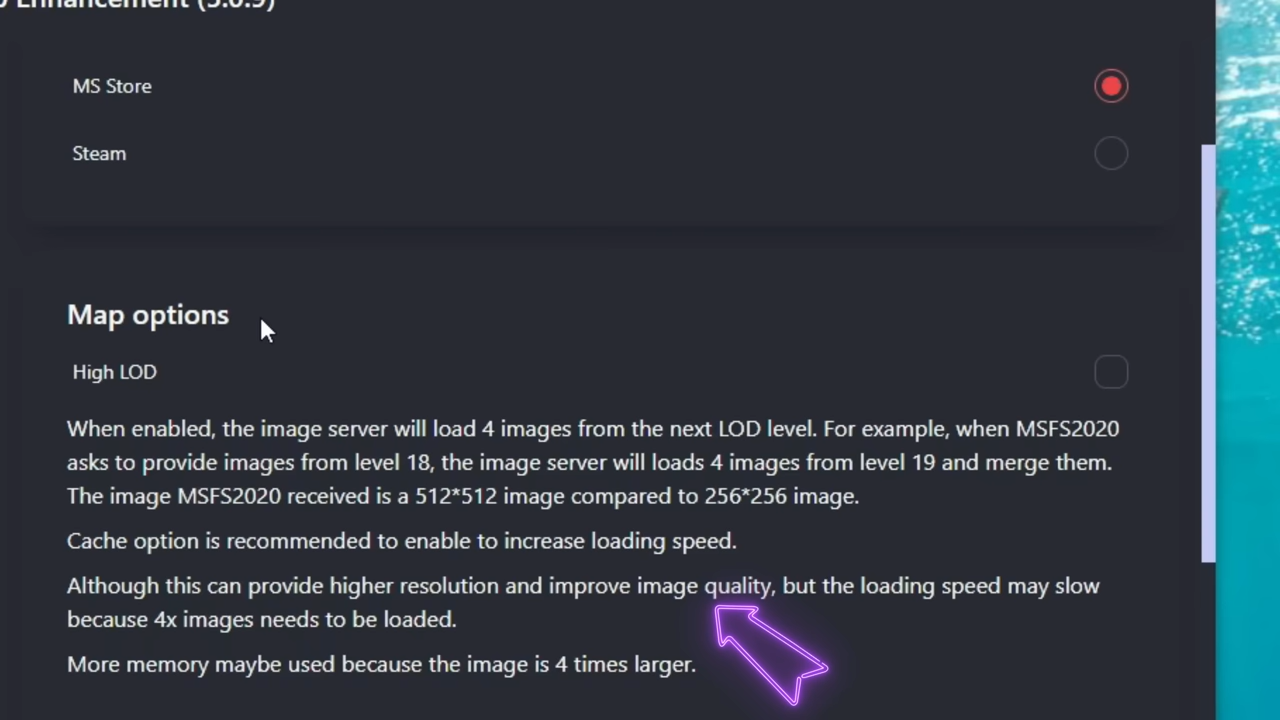 Enhancement (5.0.9)
MS Store
Steam
Map options
High LOD
When enabled, the image server will load 4 images from the next LOD level. For example, when MSFS2020
asks to provide images from level 18, the image server will loads 4 images from level 19 and merge them.
The image MSFS2020 received is a 512*512 image compared to 256*256 image.
Cache option is recommended to enable to increase loading speed.
Although this can provide higher resolution and improve image quality, but the loading speed may slow
because 4x images needs to be loaded.
More memory maybe used because the image is 4 times larger.